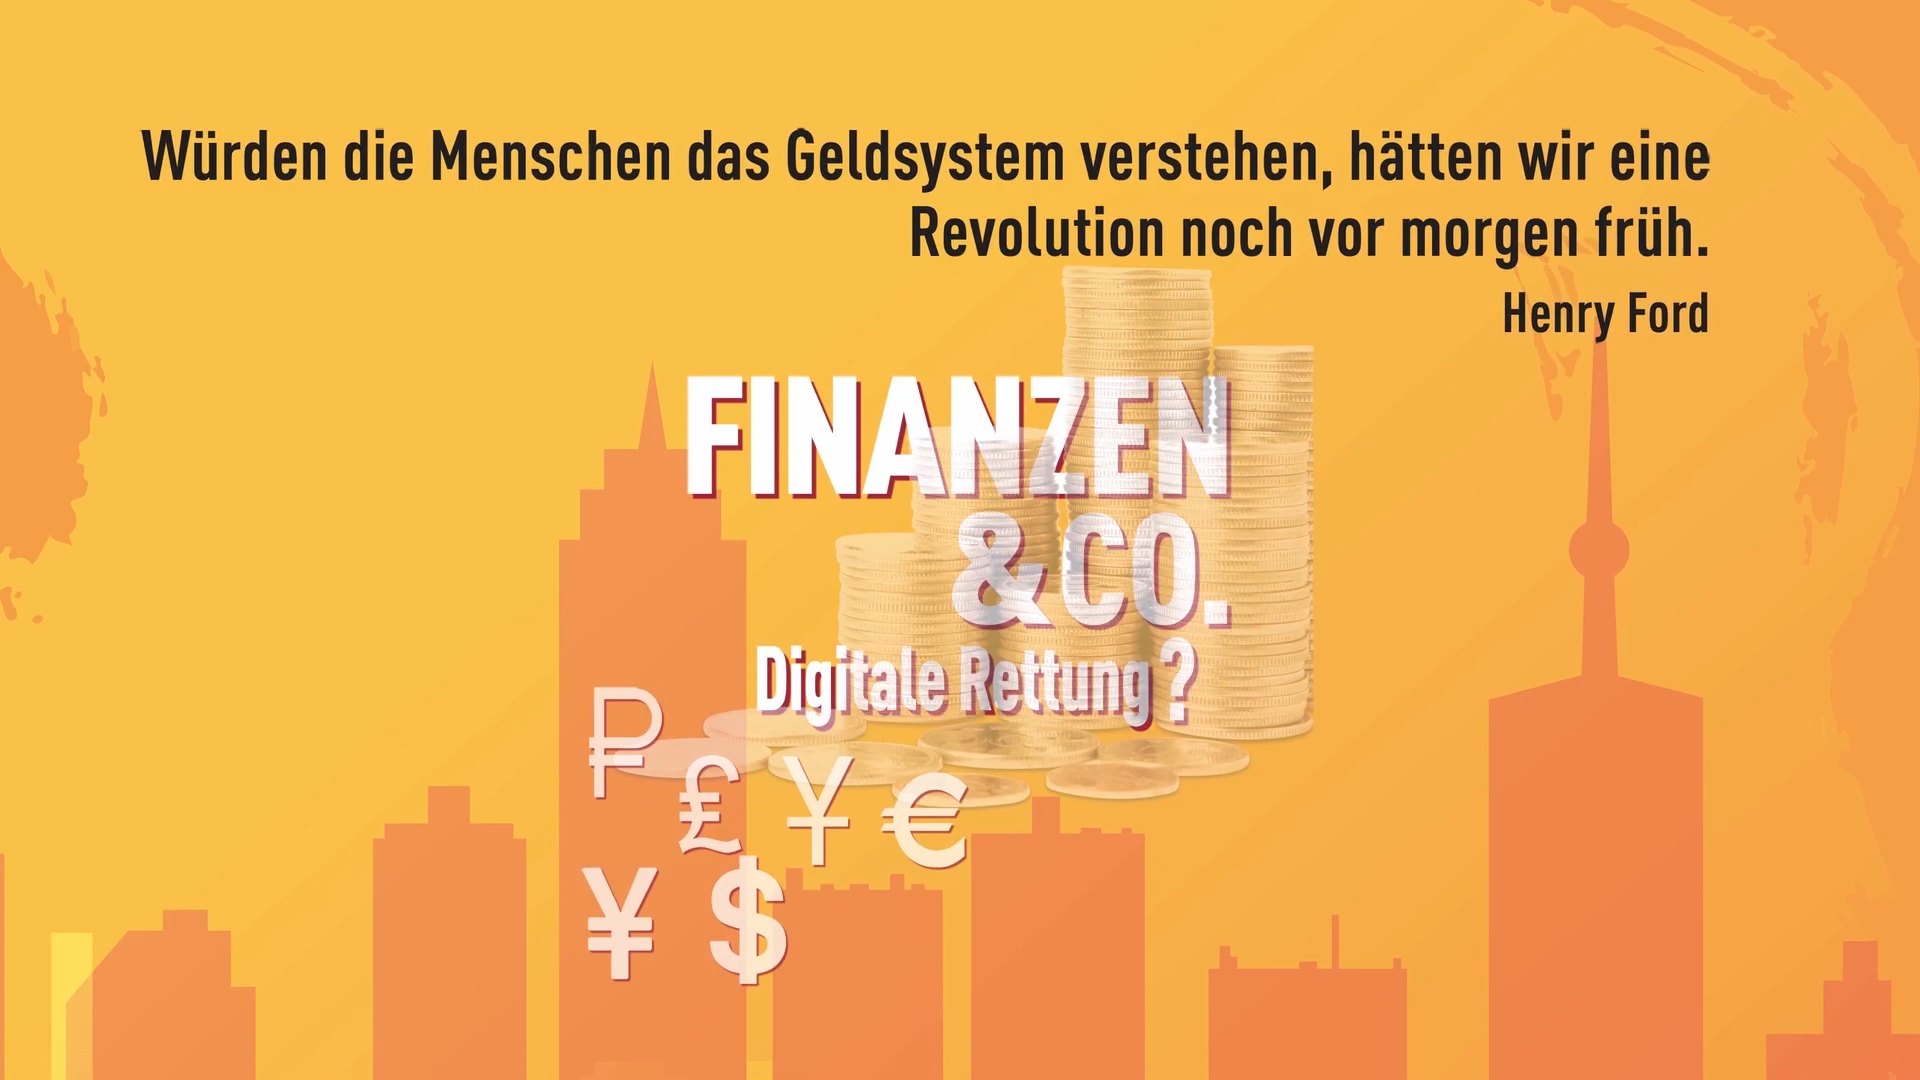 Würden die Menschen das Geldsystem verstehen, hätten wir eine
Revolution noch vor morgen früh.
Henry Ford
FINANZEN
& CO.
Digitale Rettung ?
₽
£ ¥ €
¥ $